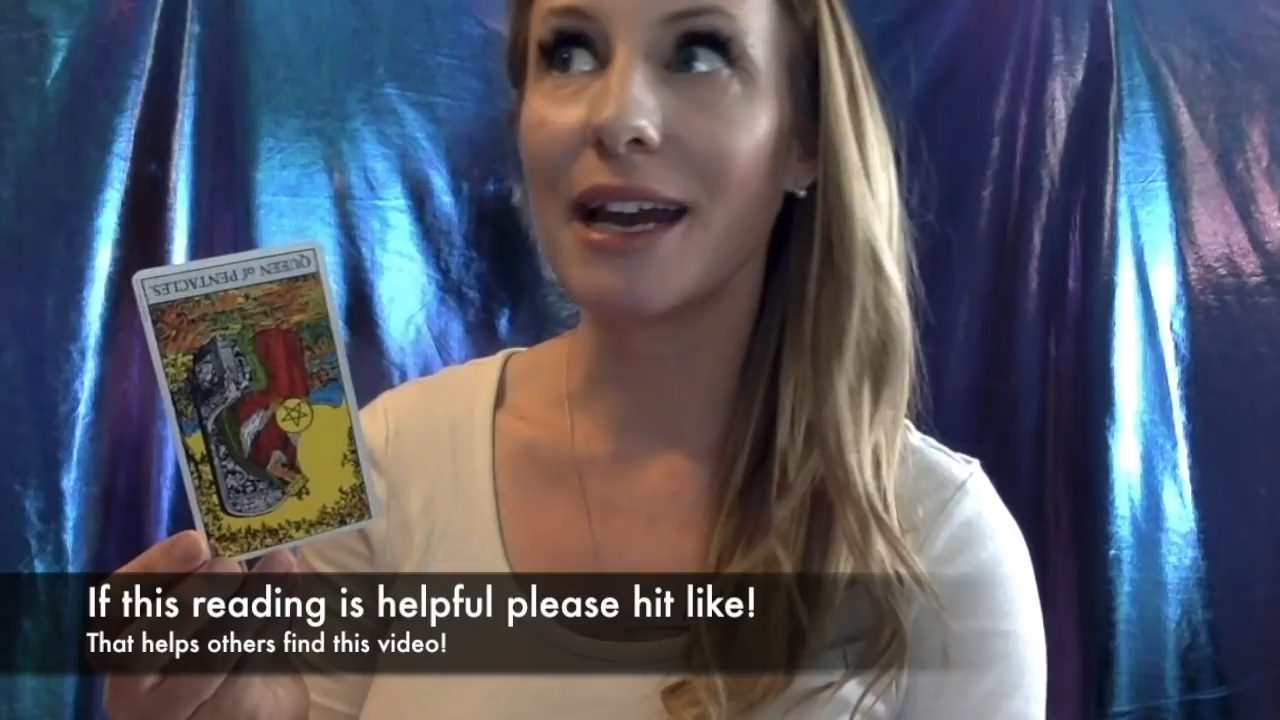 QUEEN of PENTACLES.
If this reading is helpful please hit like!
That helps others find this video!